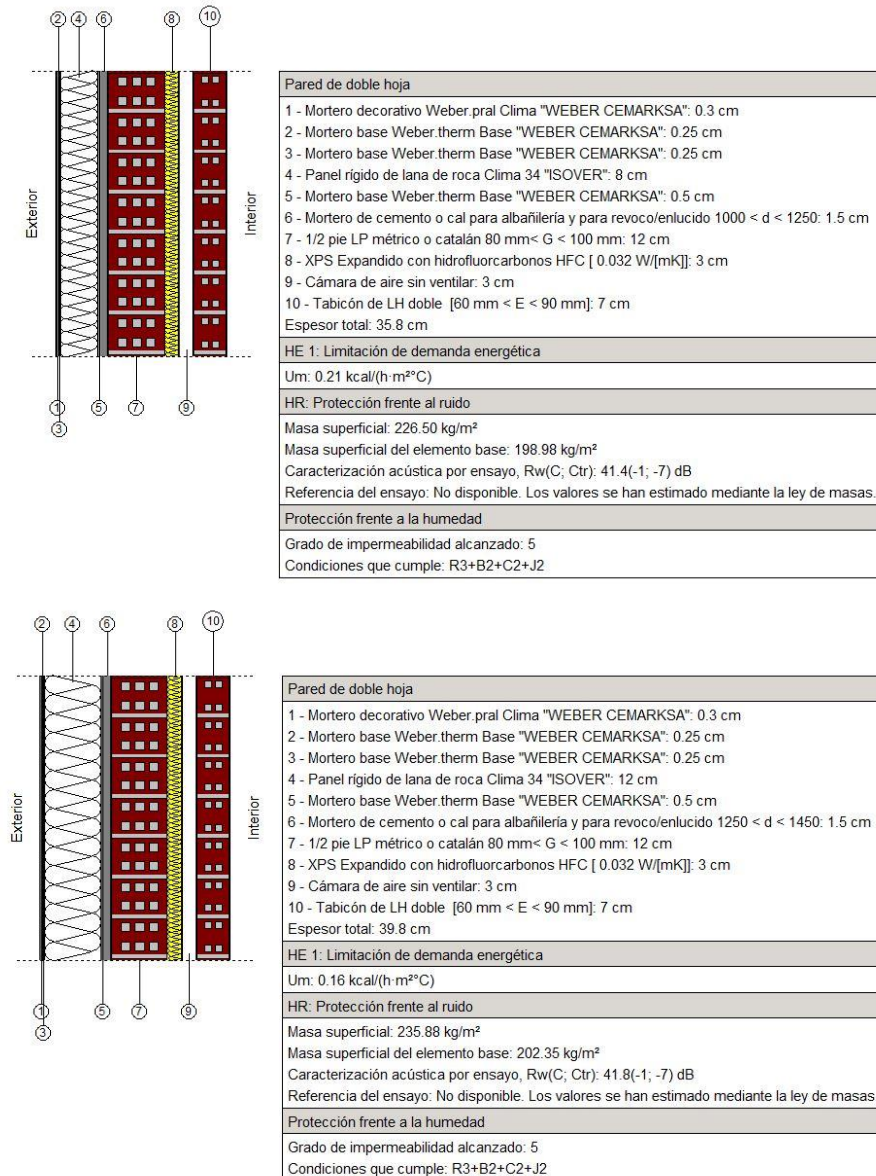 2 4 6 8 10
Exterior
Interior
1 3 5 7 9
Pared de doble hoja
1 - Mortero decorativo Weber.pral Clima "WEBER CEMARKSA": 0.3 cm
2 - Mortero base Weber.therm Base "WEBER CEMARKSA": 0.25 cm
3 - Mortero base Weber.therm Base "WEBER CEMARKSA": 0.25 cm
4 - Panel rígido de lana de roca Clima 34 "ISOVER": 8 cm
5 - Mortero base Weber.therm Base "WEBER CEMARKSA": 0.5 cm
6 - Mortero de cemento o cal para albañilería y para revoco/enlucido 1000 < d < 1250: 1.5 cm
7 - 1/2 pie LP métrico o catalán 80 mm< G < 100 mm: 12 cm
8 - XPS Expandido con hidrofluorcarbonos HFC [ 0.032 W/[mK]]: 3 cm
9 - Cámara de aire sin ventilar: 3 cm
10 - Tabicón de LH doble [60 mm < E < 90 mm]: 7 cm
Espesor total: 35.8 cm
HE 1: Limitación de demanda energética
Um: 0.21 kcal/(h·m²°C)
HR: Protección frente al ruido
Masa superficial: 226.50 kg/m²
Masa superficial del elemento base: 198.98 kg/m²
Caracterización acústica por ensayo, Rw(C; Ctr): 41.4(-1; -7) dB
Referencia del ensayo: No disponible. Los valores se han estimado mediante la ley de masas.
Protección frente a la humedad
Grado de impermeabilidad alcanzado: 5
Condiciones que cumple: R3+B2+C2+J2
2 4 6 8 10
Exterior
Interior
1 3 5 7 9
Pared de doble hoja
1 - Mortero decorativo Weber.pral Clima "WEBER CEMARKSA": 0.3 cm
2 - Mortero base Weber.therm Base "WEBER CEMARKSA": 0.25 cm
3 - Mortero base Weber.therm Base "WEBER CEMARKSA": 0.25 cm
4 - Panel rígido de lana de roca Clima 34 "ISOVER": 12 cm
5 - Mortero base Weber.therm Base "WEBER CEMARKSA": 0.5 cm
6 - Mortero de cemento o cal para albañilería y para revoco/enlucido 1250 < d < 1450: 1.5 cm
7 - 1/2 pie LP métrico o catalán 80 mm< G < 100 mm: 12 cm
8 - XPS Expandido con hidrofluorcarbonos HFC [ 0.032 W/[mK]]: 3 cm
9 - Cámara de aire sin ventilar: 3 cm
10 - Tabicón de LH doble [60 mm < E < 90 mm]: 7 cm
Espesor total: 39.8 cm
HE 1: Limitación de demanda energética
Um: 0.16 kcal/(h·m²°C)
HR: Protección frente al ruido
Masa superficial: 235.88 kg/m²
Masa superficial del elemento base: 202.35 kg/m²
Caracterización acústica por ensayo, Rw(C; Ctr): 41.8(-1; -7) dB
Referencia del ensayo: No disponible. Los valores se han estimado mediante la ley de masas
Protección frente a la humedad
Grado de impermeabilidad alcanzado: 5
Condiciones que cumple: R3+B2+C2+J2